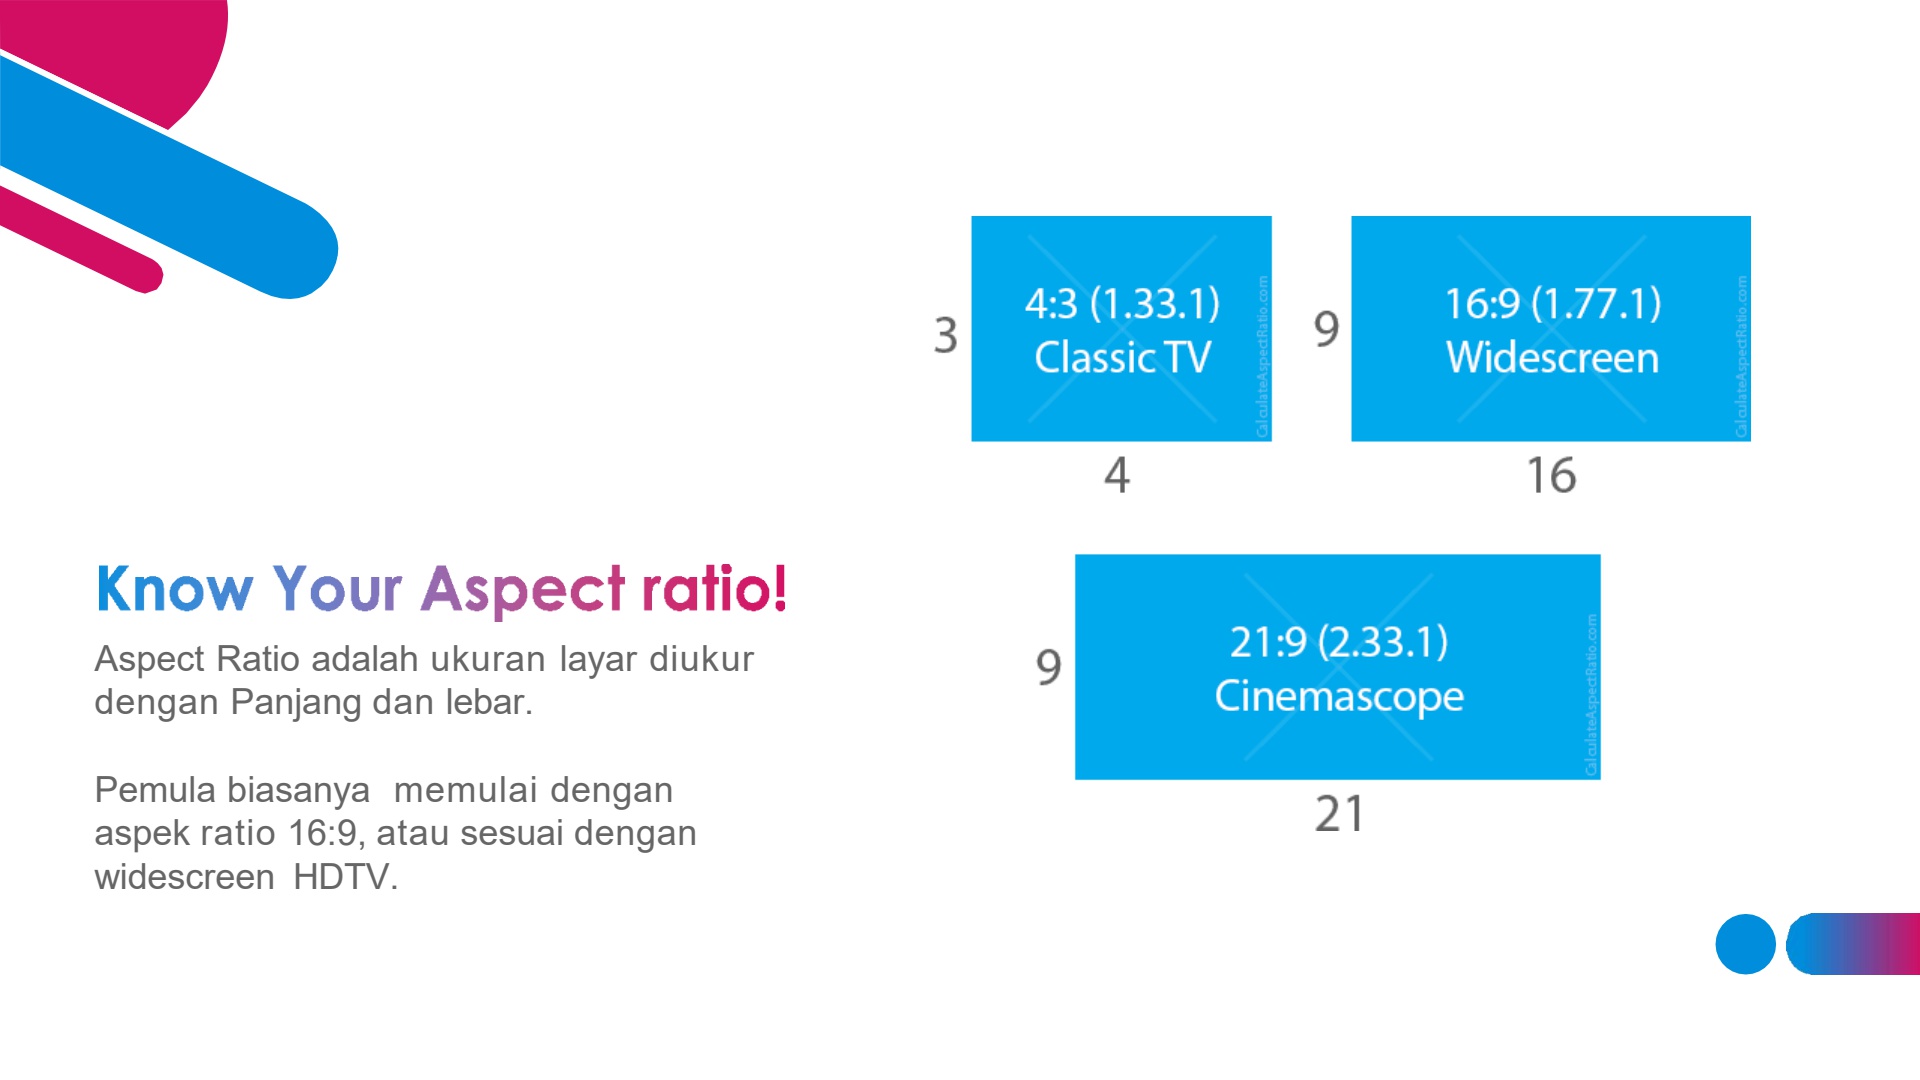 Know Your Aspect ratio!
Aspect Ratio adalah ukuran layar diukur
dengan Panjang dan lebar.
Pemula biasanya memulai dengan
aspek ratio 16:9, atau sesuai dengan
widescreen HDTV.
3
4:3 (1.33.1)
Classic TV
CalculateAspectRatio.com
4
9
16:9 (1.77.1)
Widescreen
CalculateAspectRatio.com
16
9
21:9 (2.33.1)
Cinemascope
CalculateAspectRatio.com
21